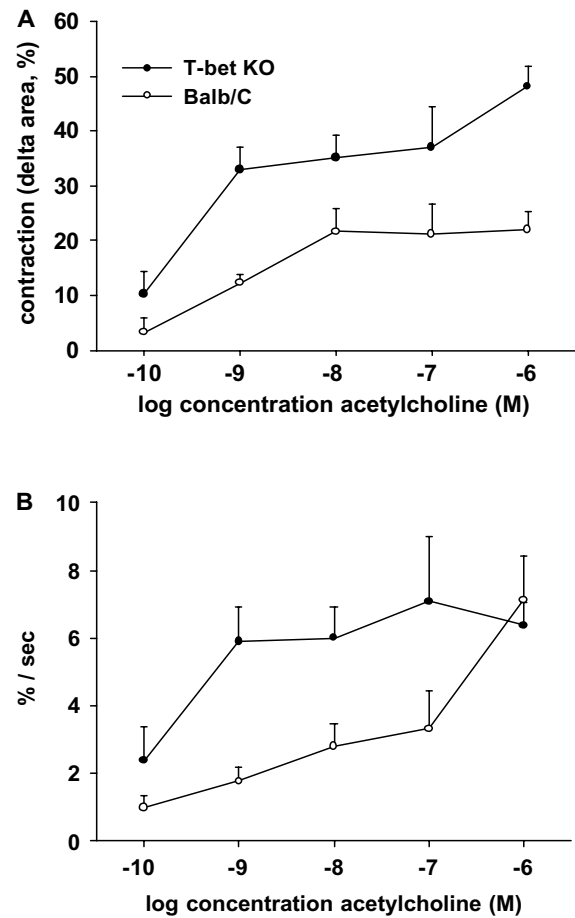 A
60
50
40
30
20
10
0
contraction (delta area, %)
T-bet KO
Balb/C
-10 -9 -8 -7 -6
log concentration acetylcholine (M)
B
10
8
6
4
2
0
% / sec
-10 -9 -8 -7 -6
log concentration acetylcholine (M)